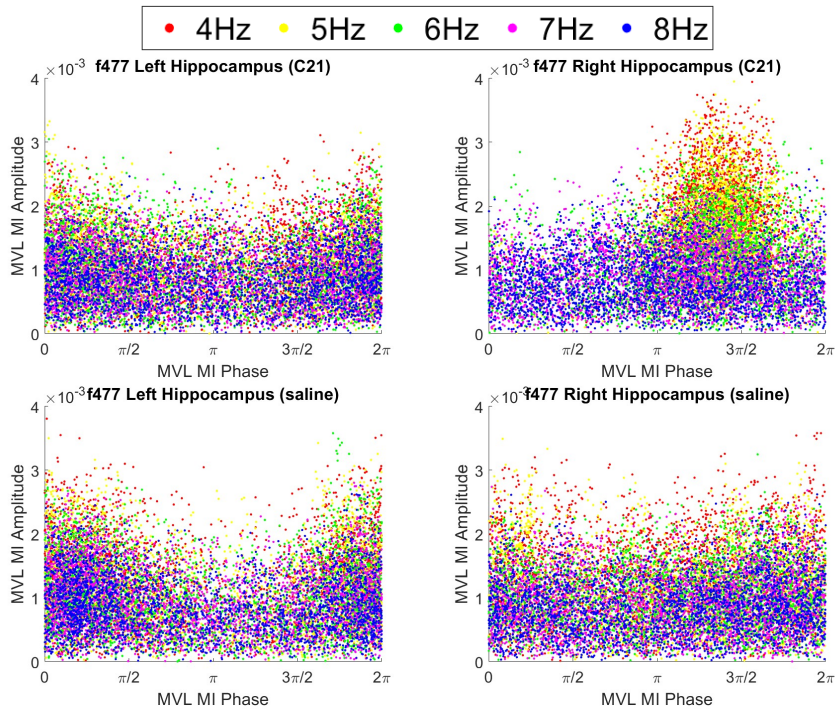 4Hz 5Hz 6Hz 7Hz 8Hz
×10⁻³ f477 Left Hippocampus (C21)
4
3
2
1
0
MVL MI Amplitude
0 π/2 π 3π/2 2π
MVL MI Phase
×10⁻³ f477 Right Hippocampus (C21)
4
3
2
1
0
MVL MI Amplitude
0 π/2 π 3π/2 2π
MVL MI Phase
×10⁻³ f477 Left Hippocampus (saline)
4
3
2
1
0
MVL MI Amplitude
0 π/2 π 3π/2 2π
MVL MI Phase
×10⁻³ f477 Right Hippocampus (saline)
4
3
2
1
0
MVL MI Amplitude
0 π/2 π 3π/2 2π
MVL MI Phase